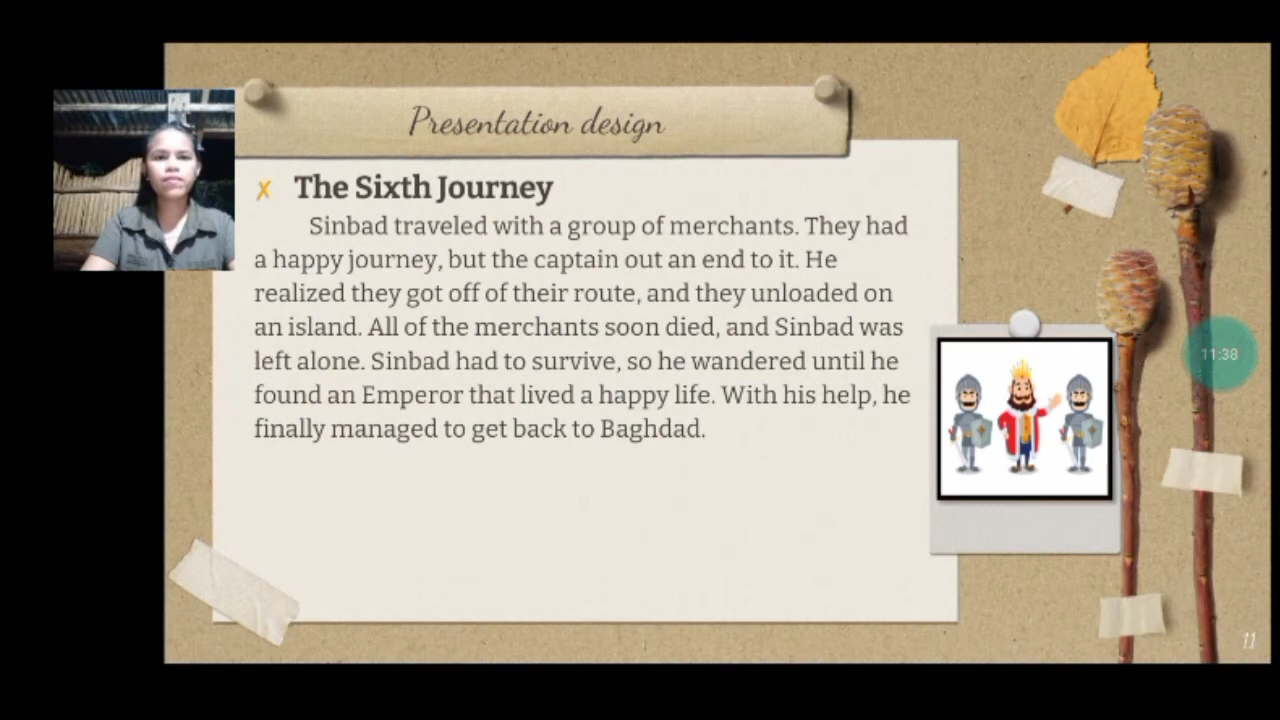 Presentation design
✗ The Sixth Journey
Sinbad traveled with a group of merchants. They had
a happy journey, but the captain out an end to it. He
realized they got off of their route, and they unloaded on
an island. All of the merchants soon died, and Sinbad was
left alone. Sinbad had to survive, so he wandered until he
found an Emperor that lived a happy life. With his help, he
finally managed to get back to Baghdad.
11:38
11